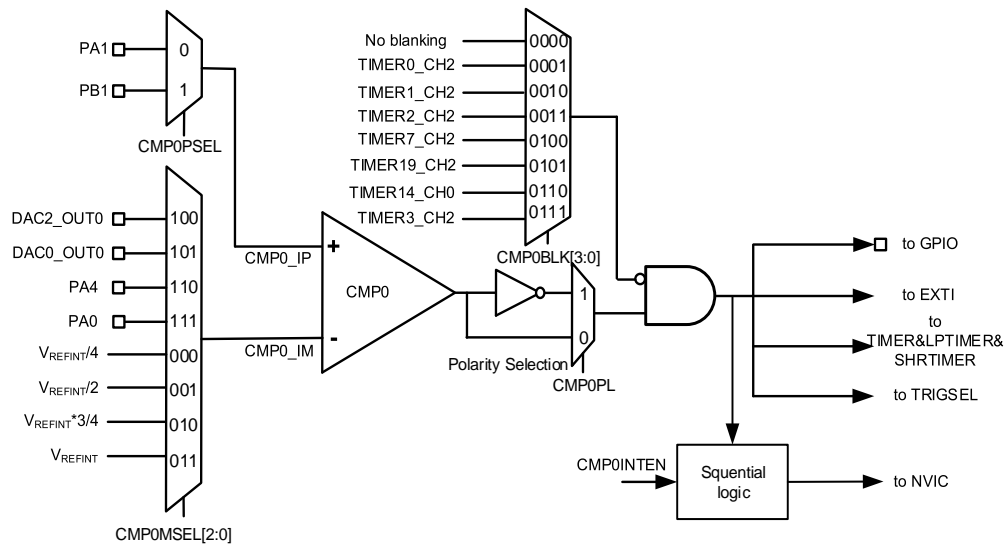 PA1
PB1
0
1
CMP0PSEL
DAC2_OUT0
DAC0_OUT0
PA4
PA0
VREFINT/4
VREFINT/2
VREFINT*3/4
VREFINT
100
101
110
111
000
001
010
011
CMP0MSEL[2:0]
CMP0_IP
CMP0_IM
+
-
CMP0
No blanking
TIMER0_CH2
TIMER1_CH2
TIMER2_CH2
TIMER7_CH2
TIMER19_CH2
TIMER14_CH0
TIMER3_CH2
0000
0001
0010
0011
0100
0101
0110
0111
CMP0BLK[3:0]
1
0
Polarity Selection
CMP0PL
to GPIO
to EXTI
to
TIMER&LPTIMER&
SHRTIMER
to TRIGSEL
CMP0INTEN
Squential
logic
to NVIC